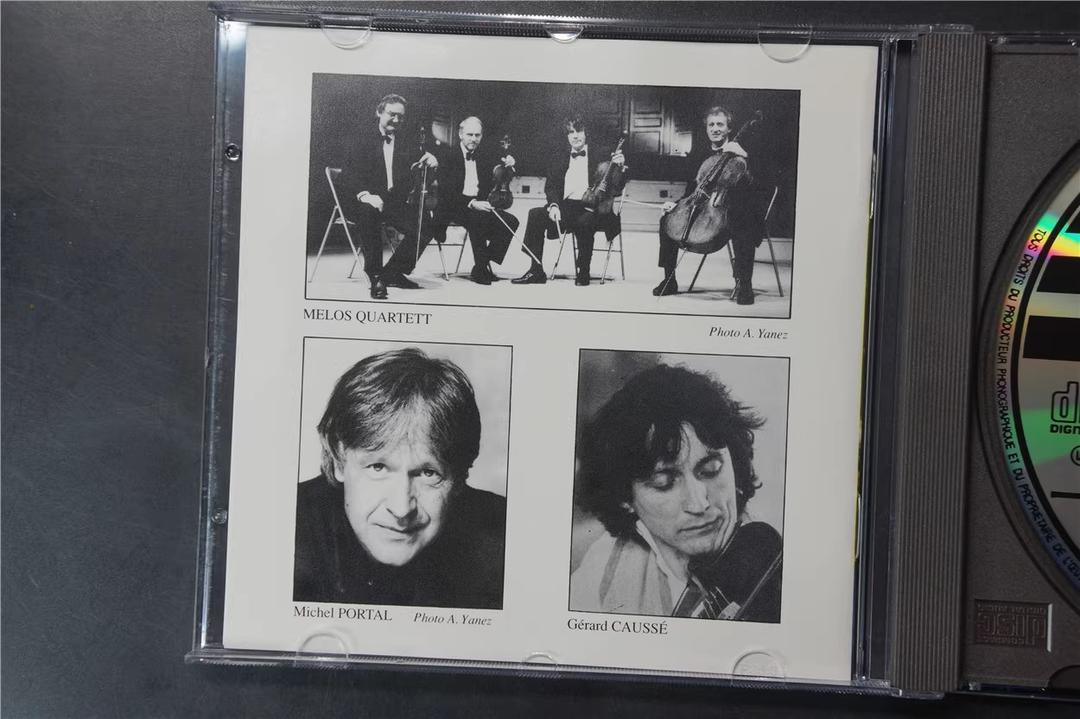 MELOS QUARTETT
Photo A. Yanez
Michel PORTAL
Photo A. Yanez
Gérard CAUSSÉ
TOUS DROITS DU PRODUCTEUR PHONOGRAPHIQUE ET DU PROPRIETAIRE DE